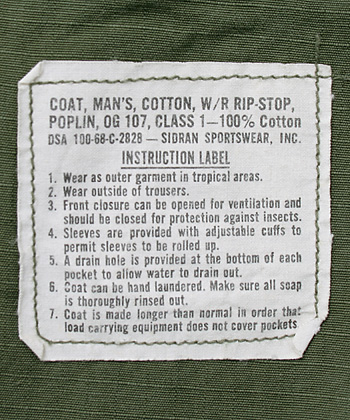 COAT, MAN'S, COTTON, W/R RIP-STOP,
POPLIN, OG 107, CLASS 1—100% Cotton
DSA 100-68-C-2828 — SIDRAN SPORTSWEAR, INC.
INSTRUCTION LABEL
1. Wear as outer garment in tropical areas.
2. Wear outside of trousers.
3. Front closure can be opened for ventilation and
should be closed for protection against insects.
4. Sleeves are provided with adjustable cuffs to
permit sleeves to be rolled up.
5. A drain hole is provided at the bottom of each
pocket to allow water to drain out.
6. Coat can be hand laundered. Make sure all soap
is thoroughly rinsed out.
7. Coat is made longer than normal in order that
load carrying equipment does not cover pockets